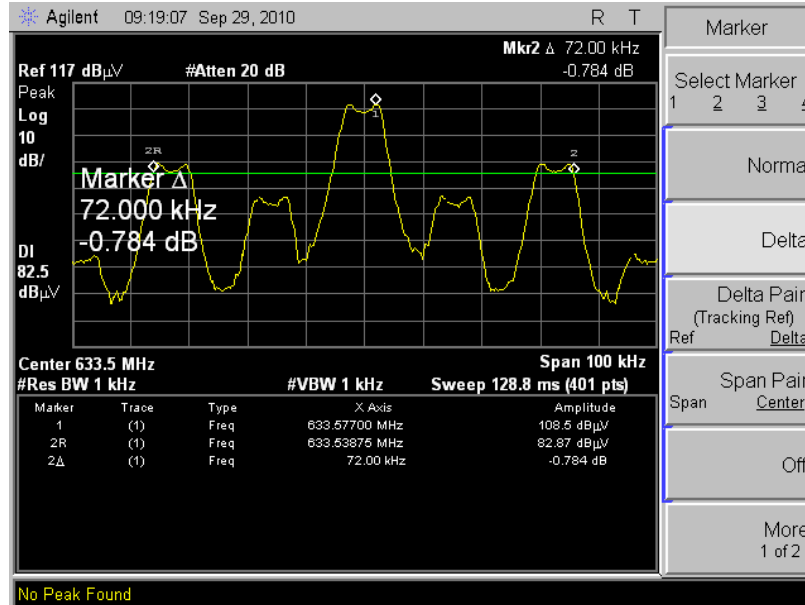 Agilent 09:19:07 Sep 29, 2010 R T
Mkr2 Δ 72.00 kHz
Ref 117 dBµV #Atten 20 dB -0.784 dB
Peak
Log
10
dB/
2R
1
2
Marker Δ
72.000 kHz
-0.784 dB
DI
82.5
dBµV
Center 633.5 MHz Span 100 kHz
#Res BW 1 kHz #VBW 1 kHz Sweep 128.8 ms (401 pts)
Marker Trace Type X Axis Amplitude
1 (1) Freq 633.57700 MHz 108.5 dBµV
2R (1) Freq 633.53875 MHz 82.87 dBµV
2Δ (1) Freq 72.00 kHz -0.784 dB
No Peak Found
Marker
Select Marker
1 2 3 4
Norma
Delta
Delta Pair
(Tracking Ref)
Ref Delta
Span Pair
Span Center
Off
More
1 of 2